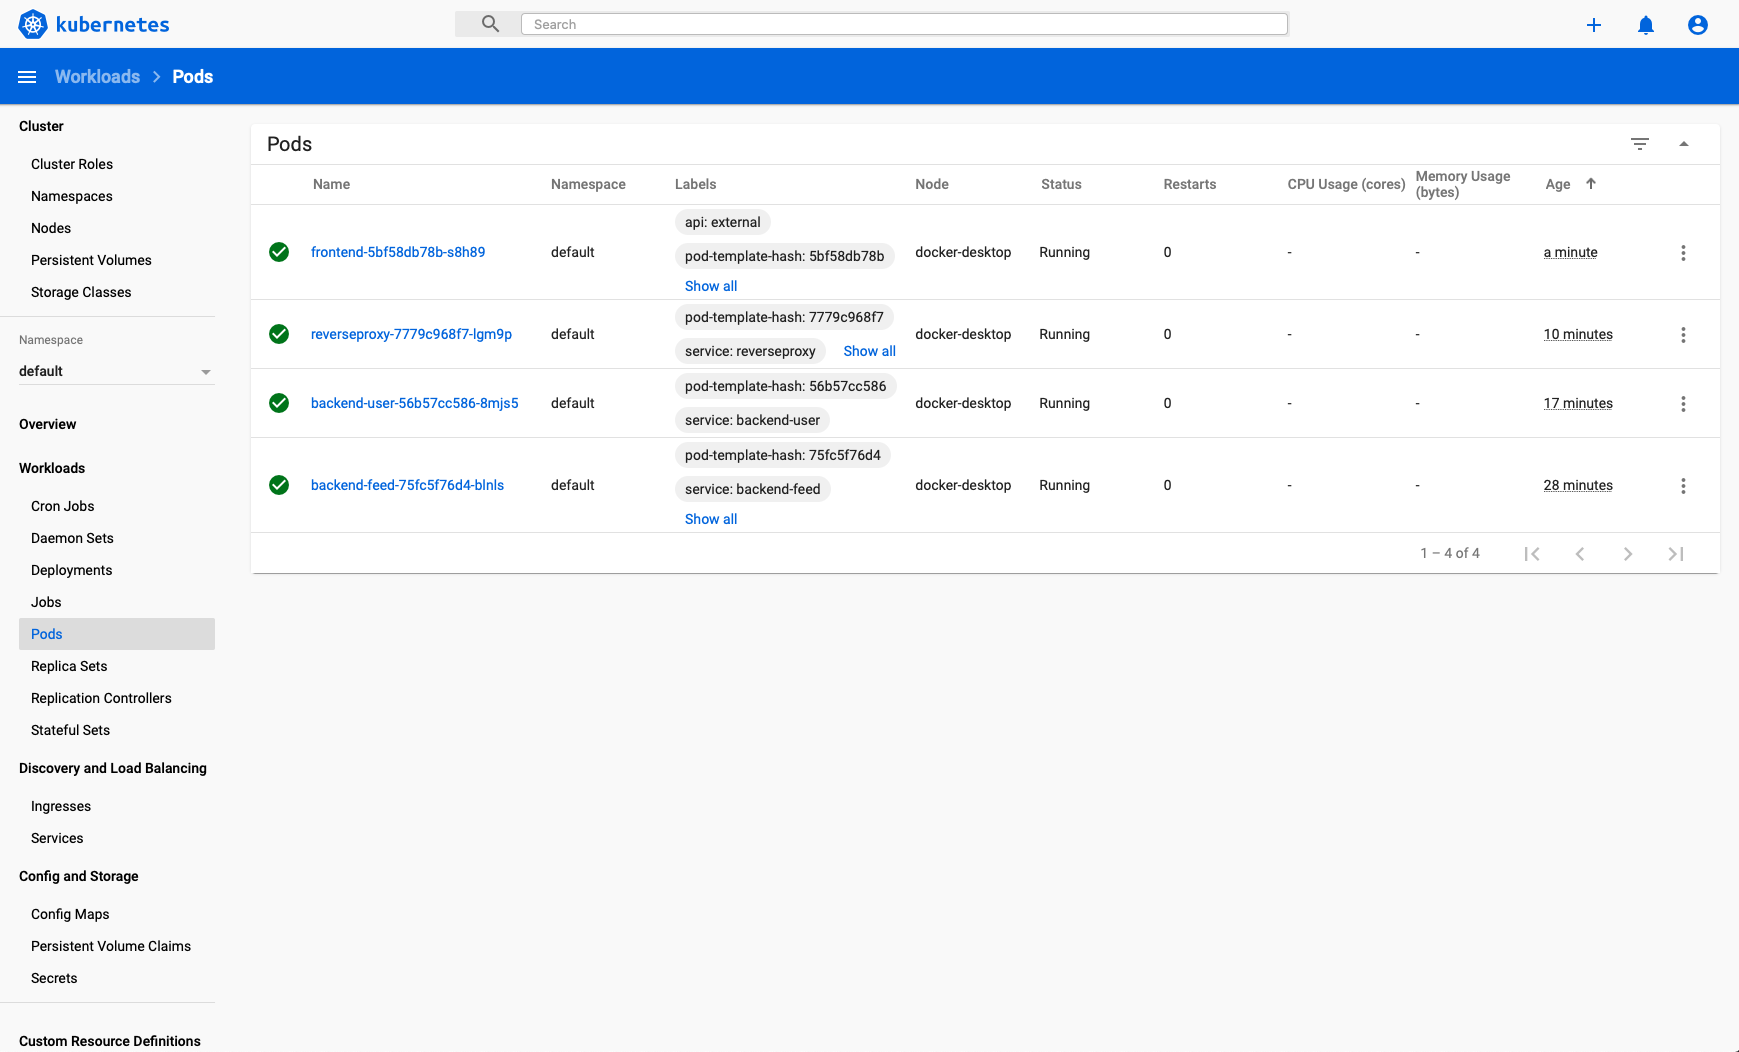 kubernetes
Search
Workloads > Pods
Cluster
Cluster Roles
Namespaces
Nodes
Persistent Volumes
Storage Classes
Namespace
default
Overview
Workloads
Cron Jobs
Daemon Sets
Deployments
Jobs
Pods
Replica Sets
Replication Controllers
Stateful Sets
Discovery and Load Balancing
Ingresses
Services
Config and Storage
Config Maps
Persistent Volume Claims
Secrets
Custom Resource Definitions
Pods
Name Namespace Labels Node Status Restarts CPU Usage (cores) Memory Usage (bytes) Age
api: external
frontend-5bf58db78b-s8h89 default pod-template-hash: 5bf58db78b docker-desktop Running 0 - - a minute
Show all
pod-template-hash: 7779c968f7
reverseproxy-7779c968f7-lgm9p default service: reverseproxy Show all docker-desktop Running 0 - - 10 minutes
pod-template-hash: 56b57cc586
backend-user-56b57cc586-8mjs5 default service: backend-user docker-desktop Running 0 - - 17 minutes
pod-template-hash: 75fc5f76d4
backend-feed-75fc5f76d4-blnls default service: backend-feed docker-desktop Running 0 - - 28 minutes
Show all
1 – 4 of 4